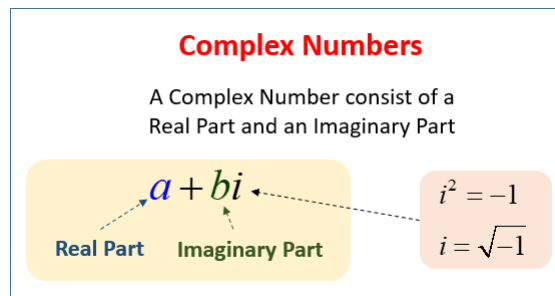 Complex Numbers
A Complex Number consist of a
Real Part and an Imaginary Part
a + bi
Real Part
Imaginary Part
i² = −1
i = √−1